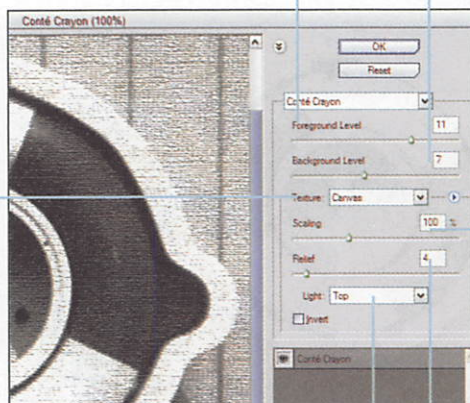 Conté Crayon (100%)
OK
Reset
Conté Crayon
Foreground Level 11
Background Level 7
Texture: Canvas
Scaling 100 %
Relief 4
Light: Top
Invert
Conté Crayon